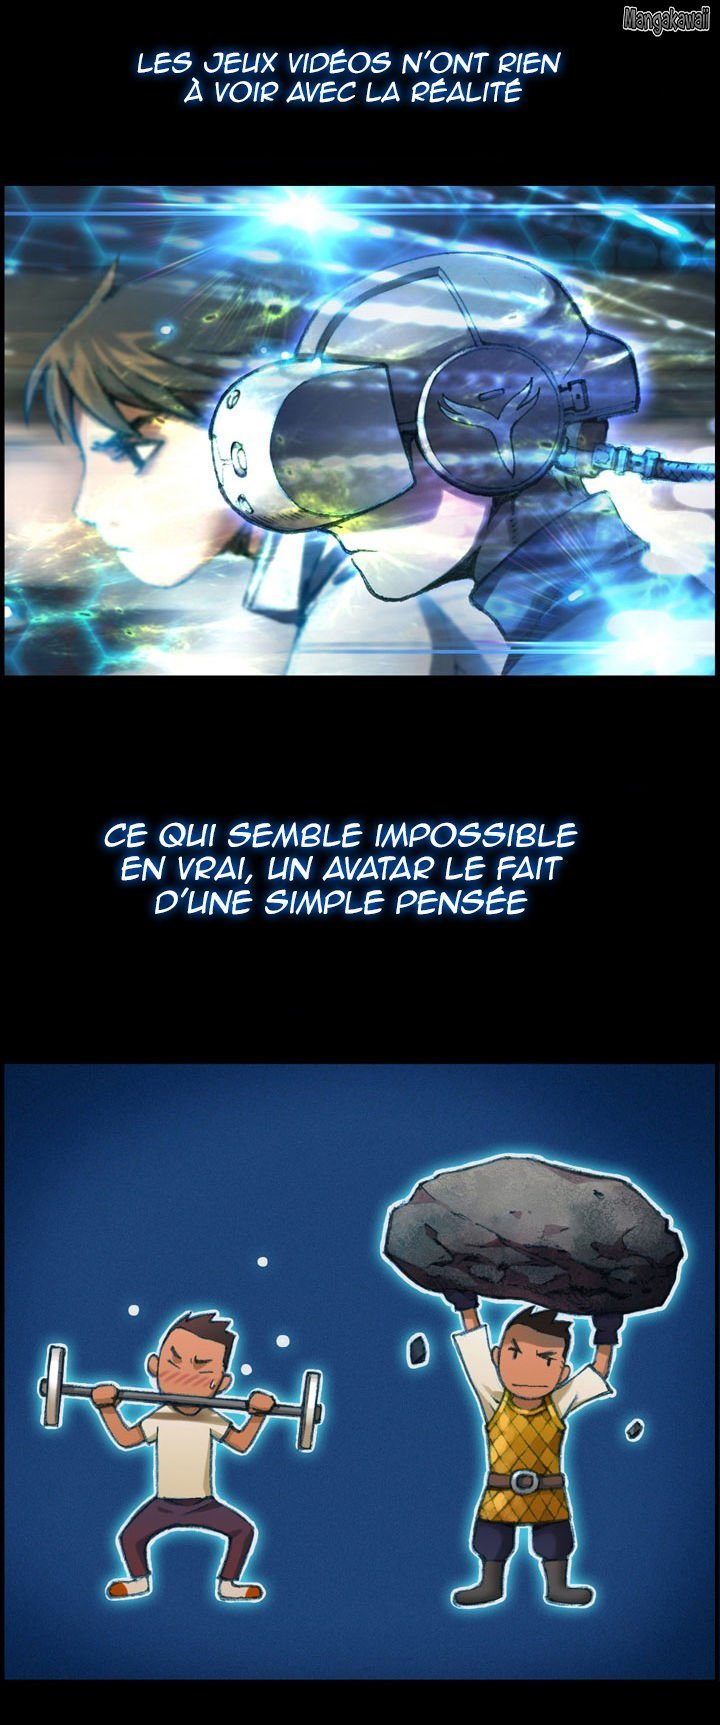 Mangakawaii
LES JEUX VIDÉOS N'ONT RIEN
À VOIR AVEC LA RÉALITÉ
CE QUI SEMBLE IMPOSSIBLE
EN VRAI, UN AVATAR LE FAIT
D'UNE SIMPLE PENSÉE